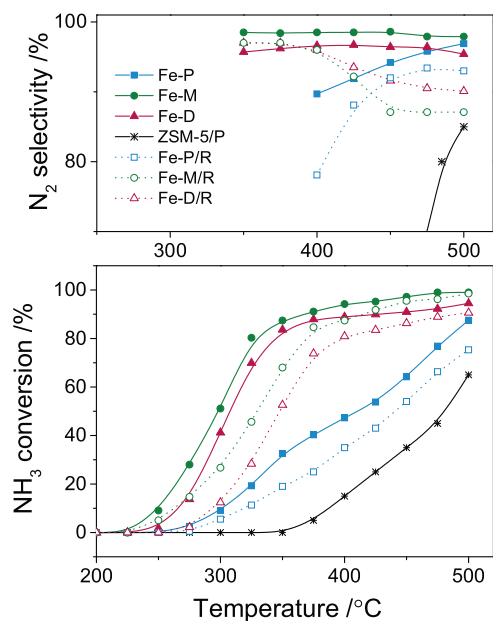 N2 selectivity /%
100
80
Fe-P
Fe-M
Fe-D
ZSM-5/P
Fe-P/R
Fe-M/R
Fe-D/R
300
400
500
NH3 conversion /%
100
80
60
40
20
0
200
300
400
500
Temperature /°C